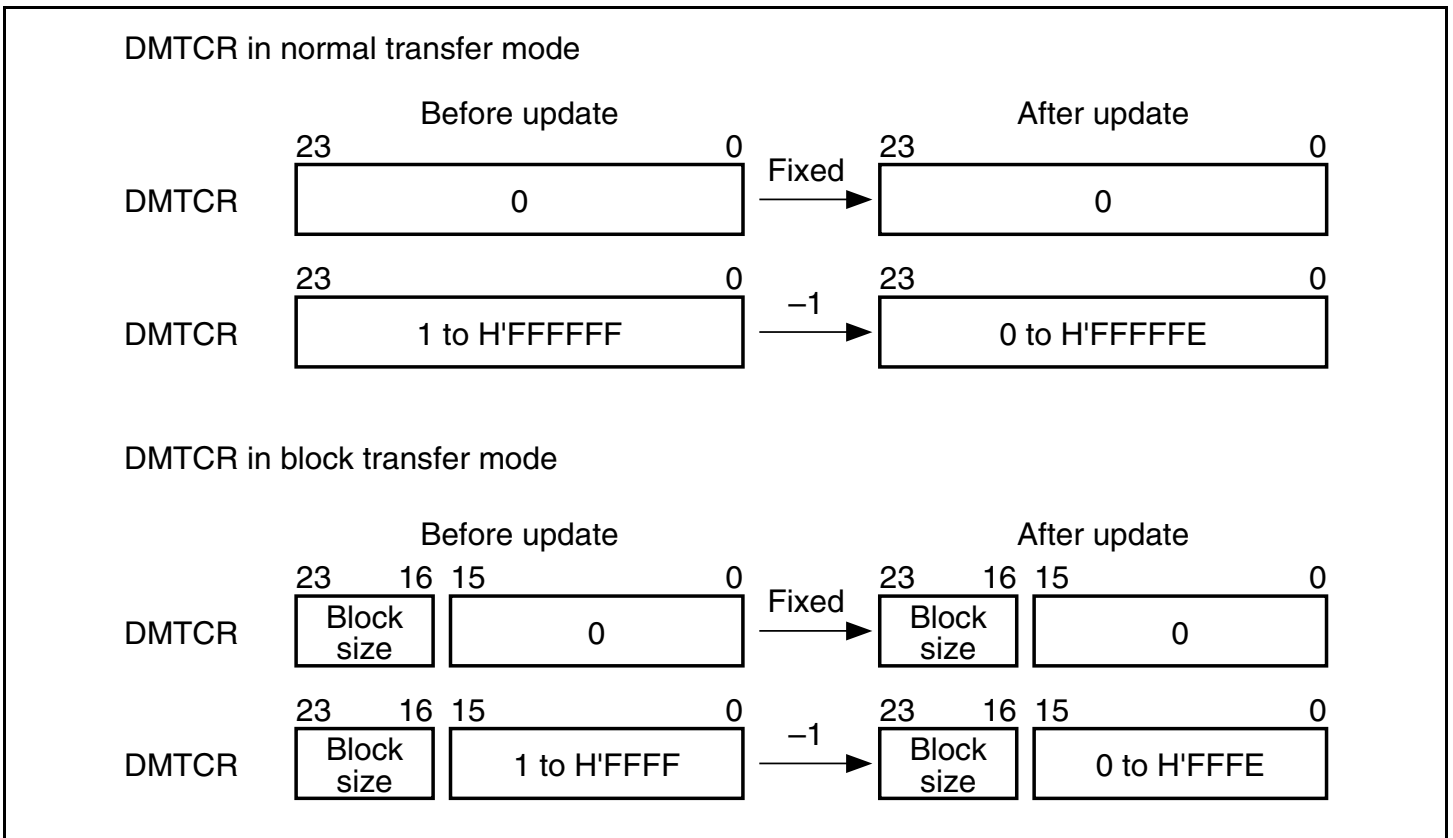 DMTCR in normal transfer mode
Before update
After update
23 0
23 0
DMTCR
0
Fixed
0
23 0
23 0
DMTCR
1 to H'FFFFFF
–1
0 to H'FFFFFE
DMTCR in block transfer mode
Before update
After update
23 16 15 0
23 16 15 0
DMTCR
Block
size
0
Fixed
Block
size
0
23 16 15 0
23 16 15 0
DMTCR
Block
size
1 to H'FFFF
–1
Block
size
0 to H'FFFE